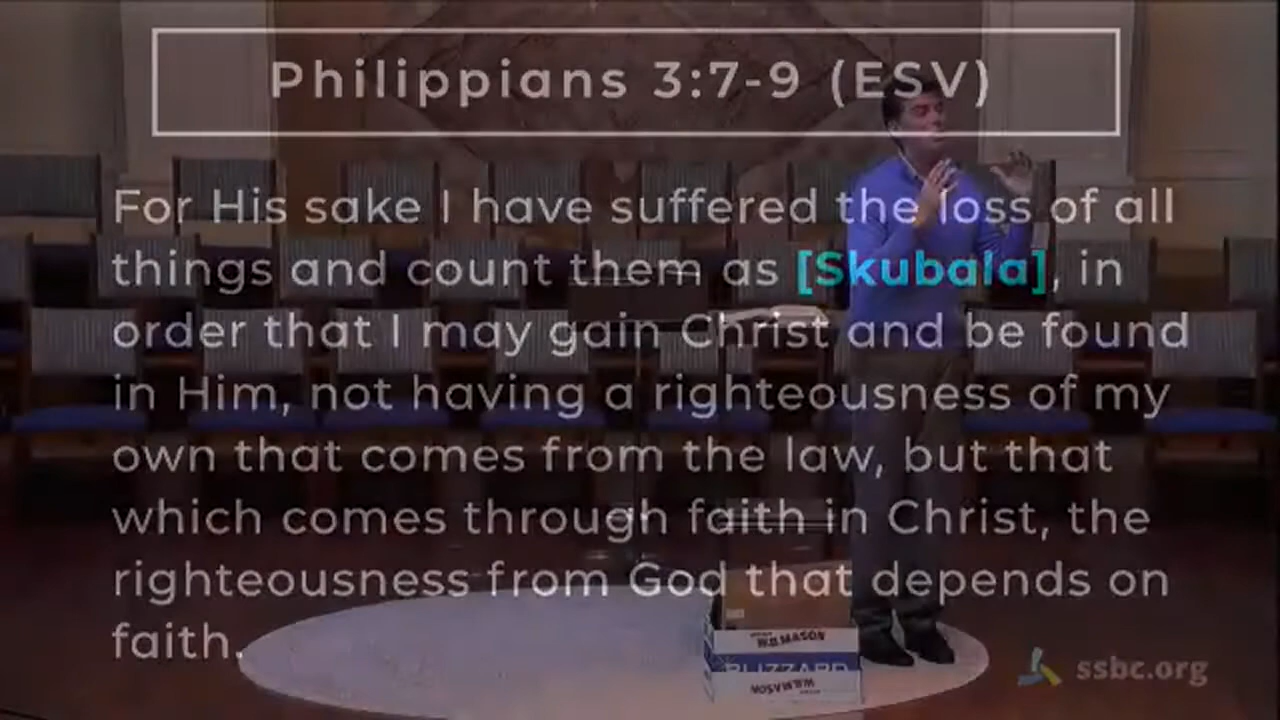 Philippians 3:7-9 (ESV)
For His sake I have suffered the loss of all
things and count them as [Skubala], in
order that I may gain Christ and be found
in Him, not having a righteousness of my
own that comes from the law, but that
which comes through faith in Christ, the
righteousness from God that depends on
faith.
W.B.MASON
BLIZZARD
W.B.MASON
ssbc.org